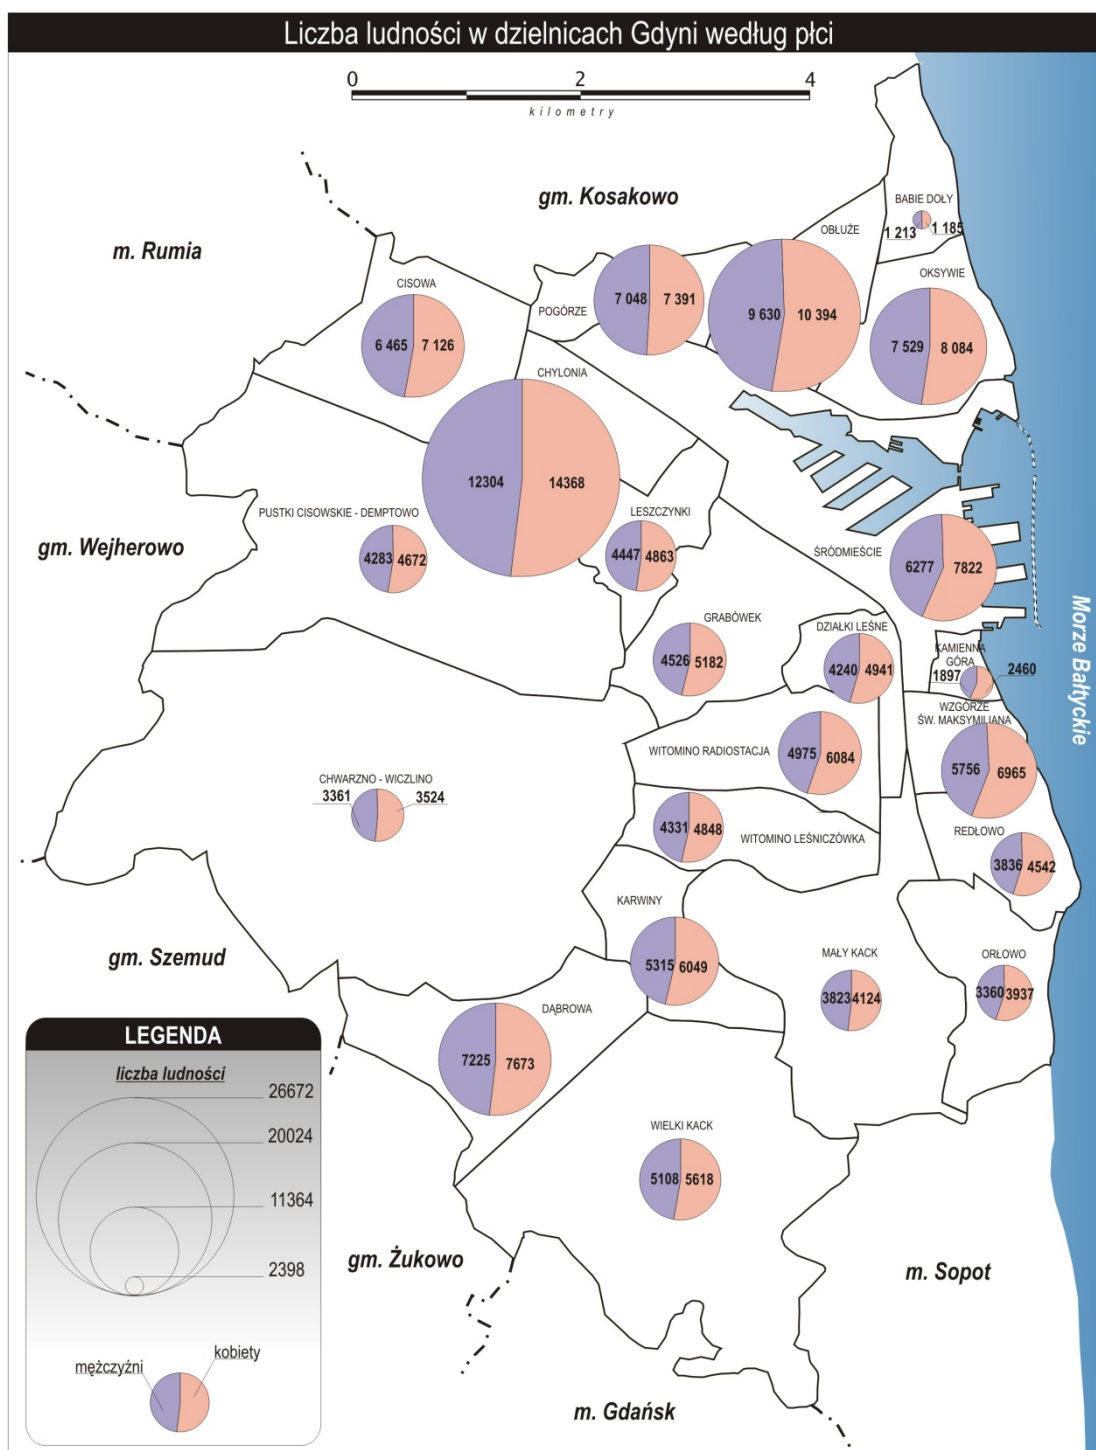 Liczba ludności w dzielnicach Gdyni według płci
0 2 4
kilometry
gm. Kosakowo
m. Rumia
BABIE DOŁY
1 213 1 185
OBŁUŻE
9 630 10 394
OKSYWIE
7 529 8 084
CISOWA
6 465 7 126
POGÓRZE
7 048 7 391
CHYLONIA
12304 14368
PUSTKI CISOWSKIE - DEMPTOWO
4283 4672
LESZCZYNKI
4447 4863
gm. Wejherowo
ŚRÓDMIEŚCIE
6277 7822
Morze Bałtyckie
GRABÓWEK
4526 5182
DZIAŁKI LEŚNE
4240 4941
KAMIENNA
GÓRA
1897 2460
WZGÓRZE
ŚW. MAKSYMILIANA
5756 6965
WITOMINO RADIOSTACJA
4975 6084
CHWARZNO - WICZLINO
3361 3524
4331 4848
WITOMINO LEŚNICZÓWKA
REDŁOWO
3836 4542
KARWINY
5315 6049
MAŁY KACK
3823 4124
ORŁOWO
3360 3937
gm. Szemud
DĄBROWA
7225 7673
WIELKI KACK
5108 5618
gm. Żukowo
m. Sopot
m. Gdańsk
LEGENDA
liczba ludności
26672
20024
11364
2398
mężczyźni
kobiety